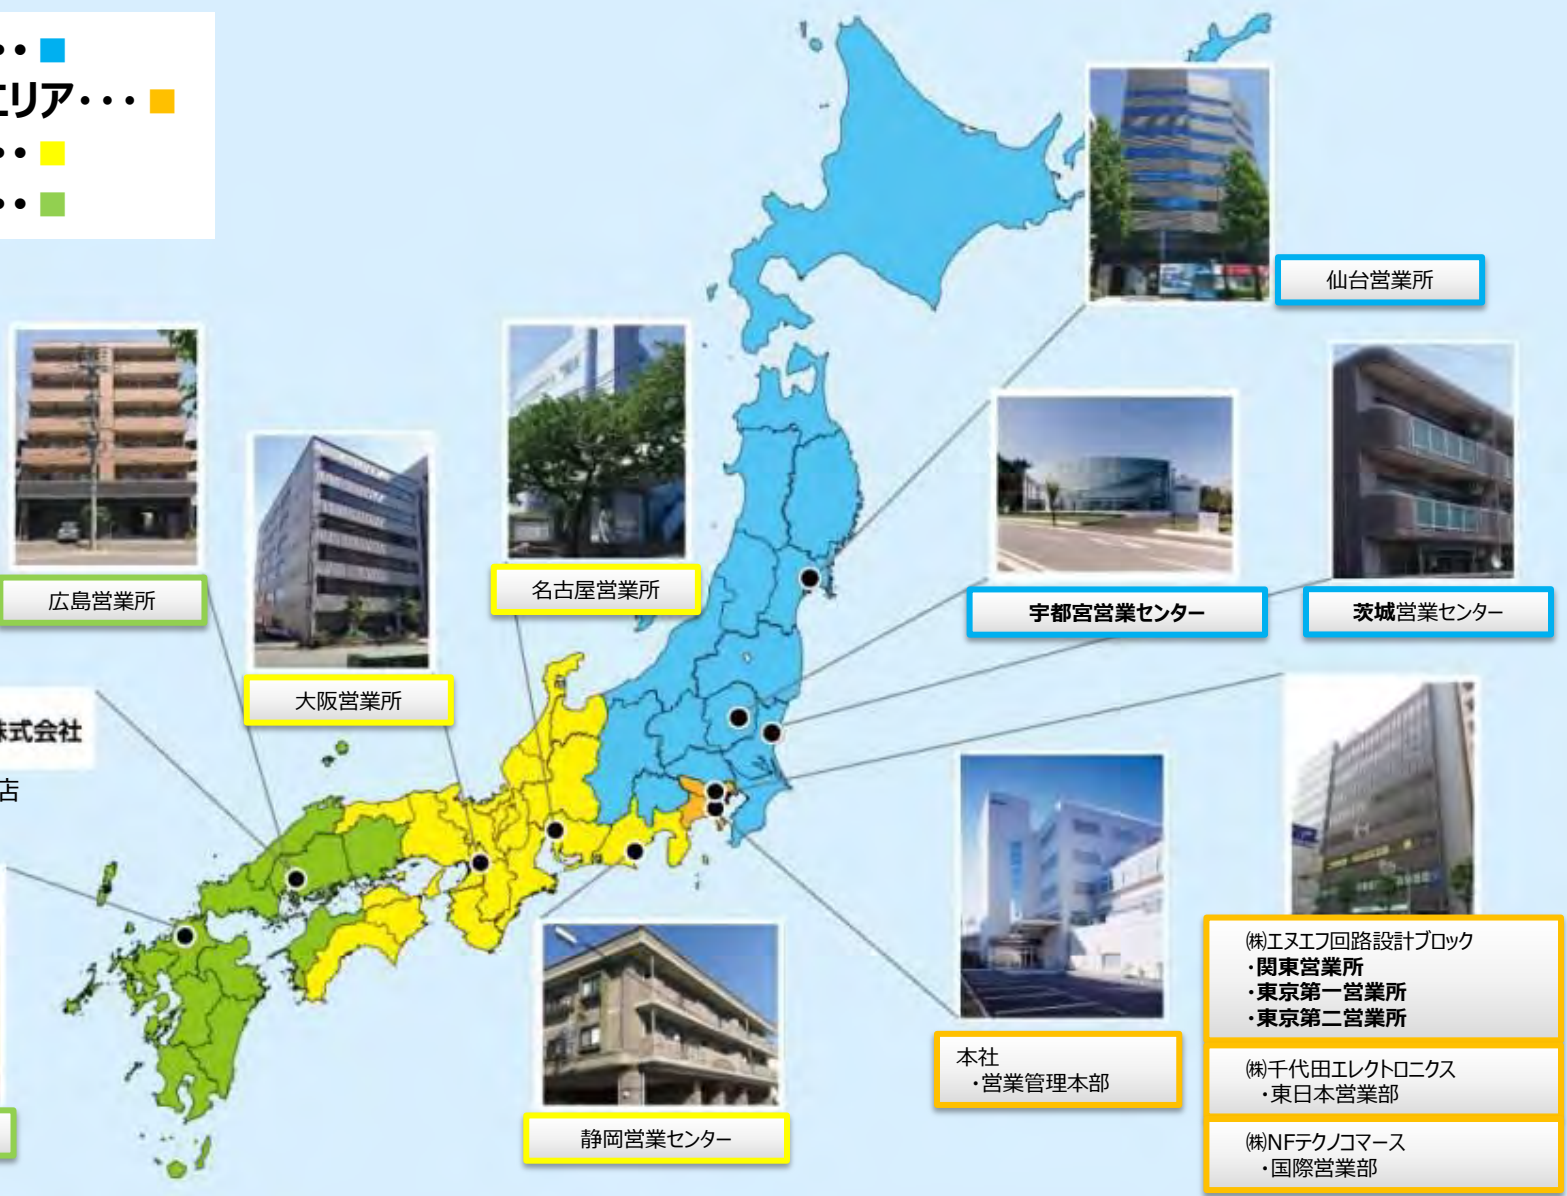 ・・■
エリア・・・■
・・■
・・■
仙台営業所
広島営業所
大阪営業所
名古屋営業所
宇都宮営業センター
茨城営業センター
株式会社
店
静岡営業センター
本社
・営業管理本部
㈱エヌエフ回路設計ブロック
・関東営業所
・東京第一営業所
・東京第二営業所
㈱千代田エレクトロニクス
・東日本営業部
㈱NFテクノコマース
・国際営業部